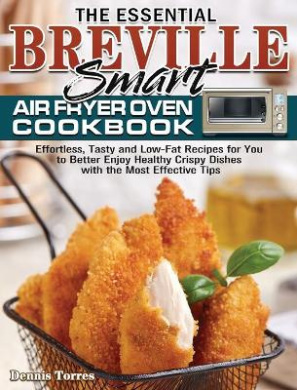 THE ESSENTIAL
BREVILLE
Smart
AIR FRYER OVEN
COOKBOOK
Effortless, Tasty and Low-Fat Recipes for You
to Better Enjoy Healthy Crispy Dishes
with the Most Effective Tips
Dennis Torres